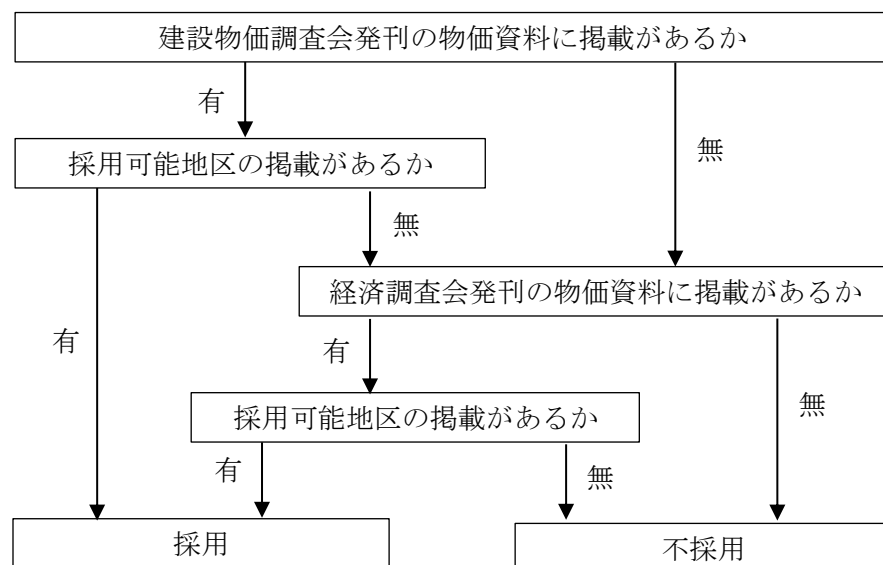 建設物価調査会発刊の物価資料に掲載があるか
有
採用可能地区の掲載があるか
無
無
経済調査会発刊の物価資料に掲載があるか
有
有
採用可能地区の掲載があるか
無
有
無
採用
不採用